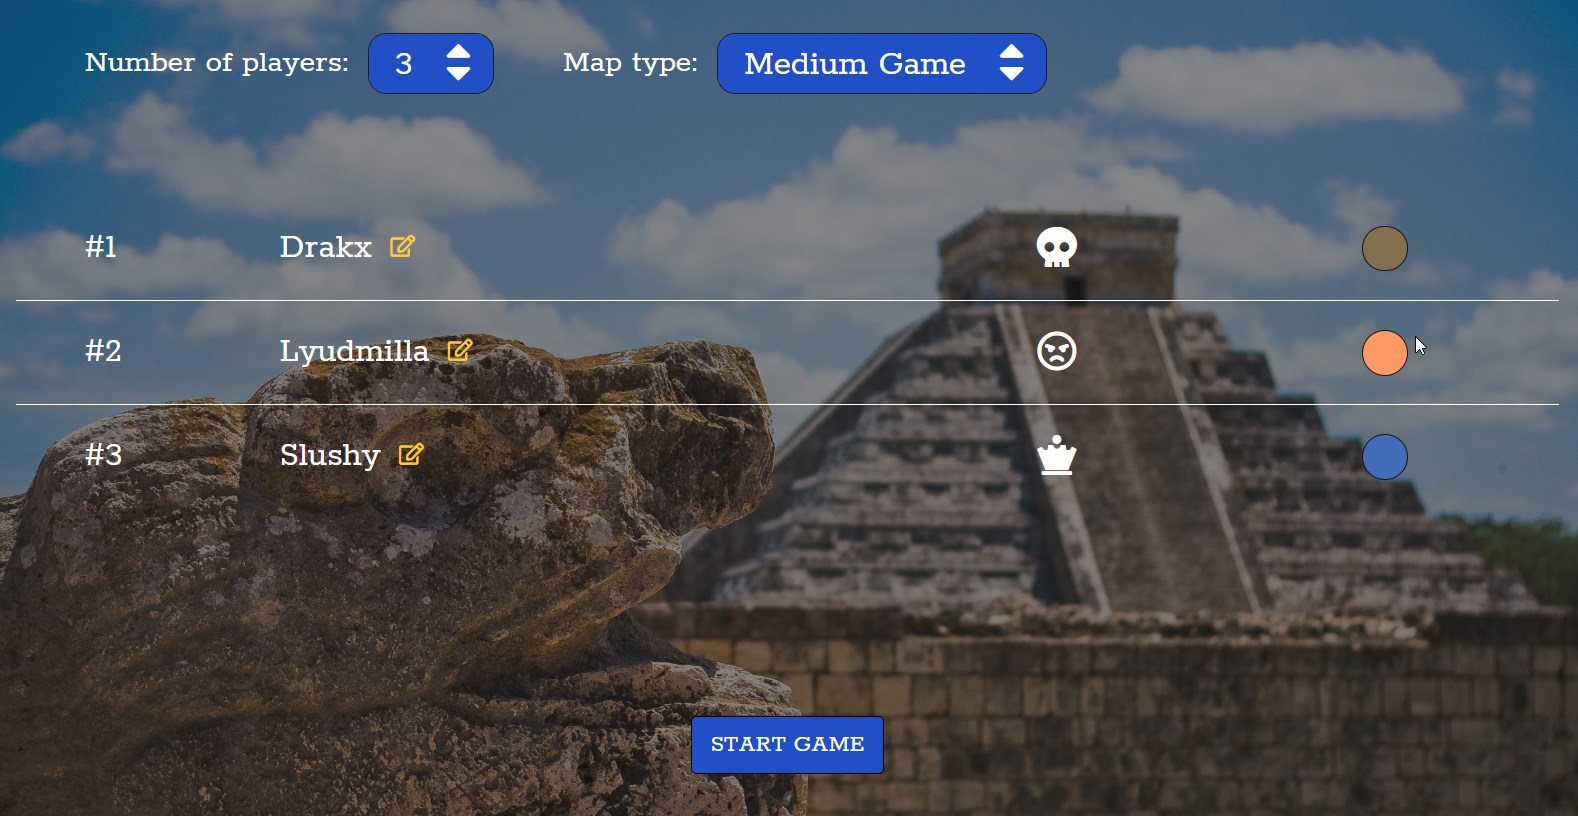 Number of players: 3 Map type: Medium Game
#1 Drakx
#2 Lyudmilla
#3 Slushy
START GAME